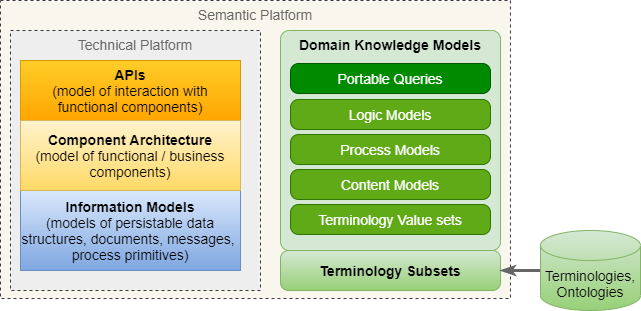 Semantic Platform
Technical Platform
APIs
(model of interaction with
functional components)
Component Architecture
(model of functional / business
components)
Information Models
(models of persistable data
structures, documents, messages,
process primitives)
Domain Knowledge Models
Portable Queries
Logic Models
Process Models
Content Models
Terminology Value sets
Terminology Subsets
Terminologies,
Ontologies